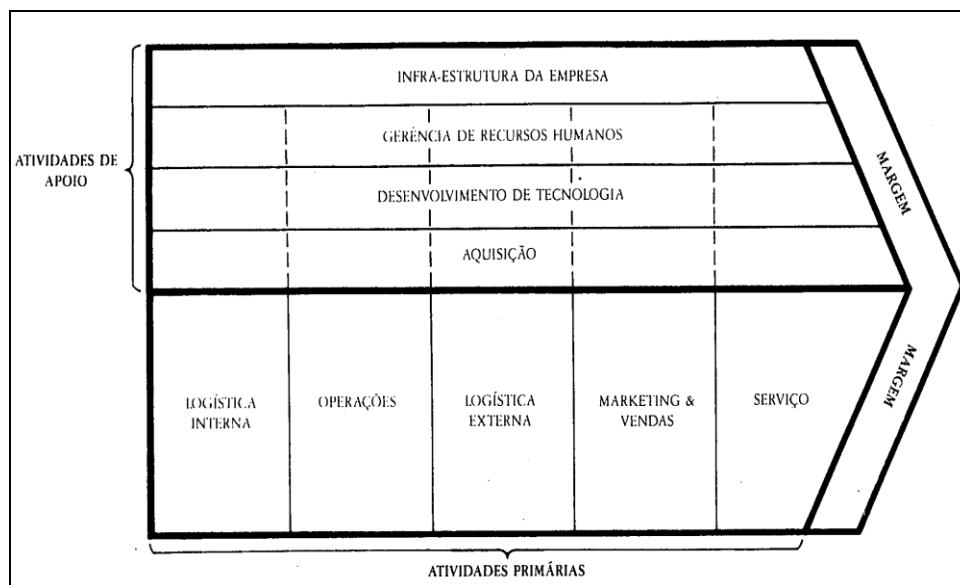 INFRA-ESTRUTURA DA EMPRESA
GERÊNCIA DE RECURSOS HUMANOS
ATIVIDADES DE
APOIO
DESENVOLVIMENTO DE TECNOLOGIA
AQUISIÇÃO
MARGEM
LOGÍSTICA
INTERNA
OPERAÇÕES
LOGÍSTICA
EXTERNA
MARKETING &
VENDAS
SERVIÇO
MARGEM
ATIVIDADES PRIMÁRIAS